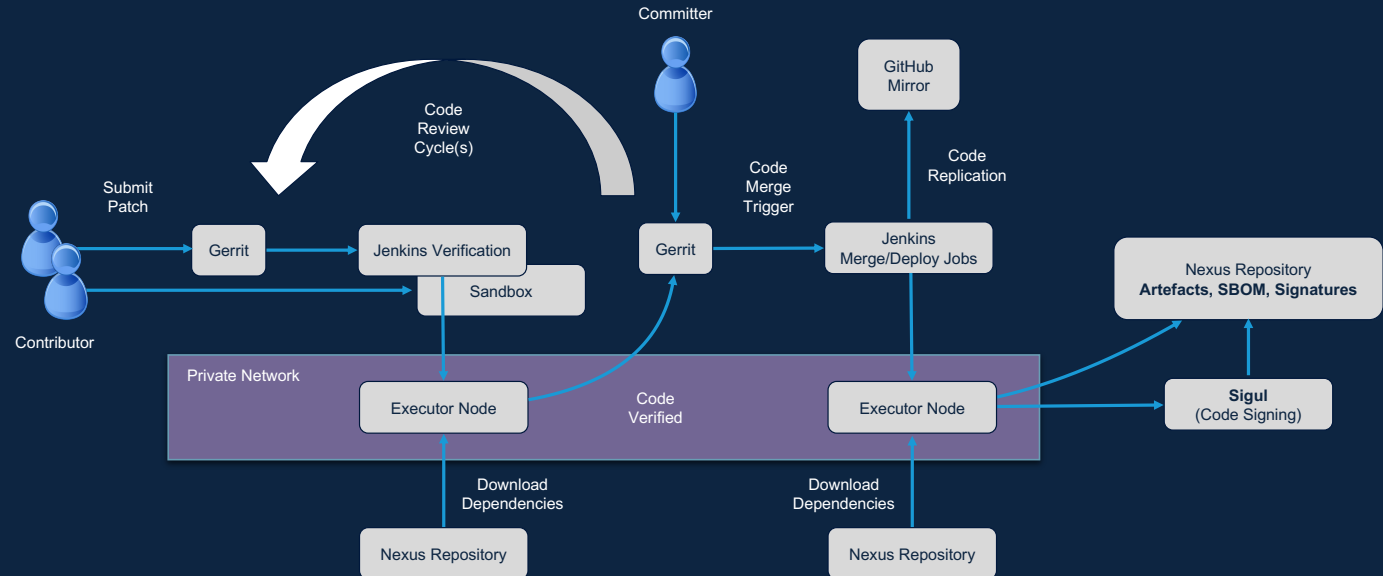 Committer
GitHub
Mirror
Code
Review
Cycle(s)
Code
Merge
Trigger
Code
Replication
Submit
Patch
Gerrit
Jenkins Verification
Sandbox
Gerrit
Jenkins
Merge/Deploy Jobs
Nexus Repository
Artefacts, SBOM, Signatures
Contributor
Private Network
Executor Node
Code
Verified
Executor Node
Sigul
(Code Signing)
Download
Dependencies
Download
Dependencies
Nexus Repository
Nexus Repository